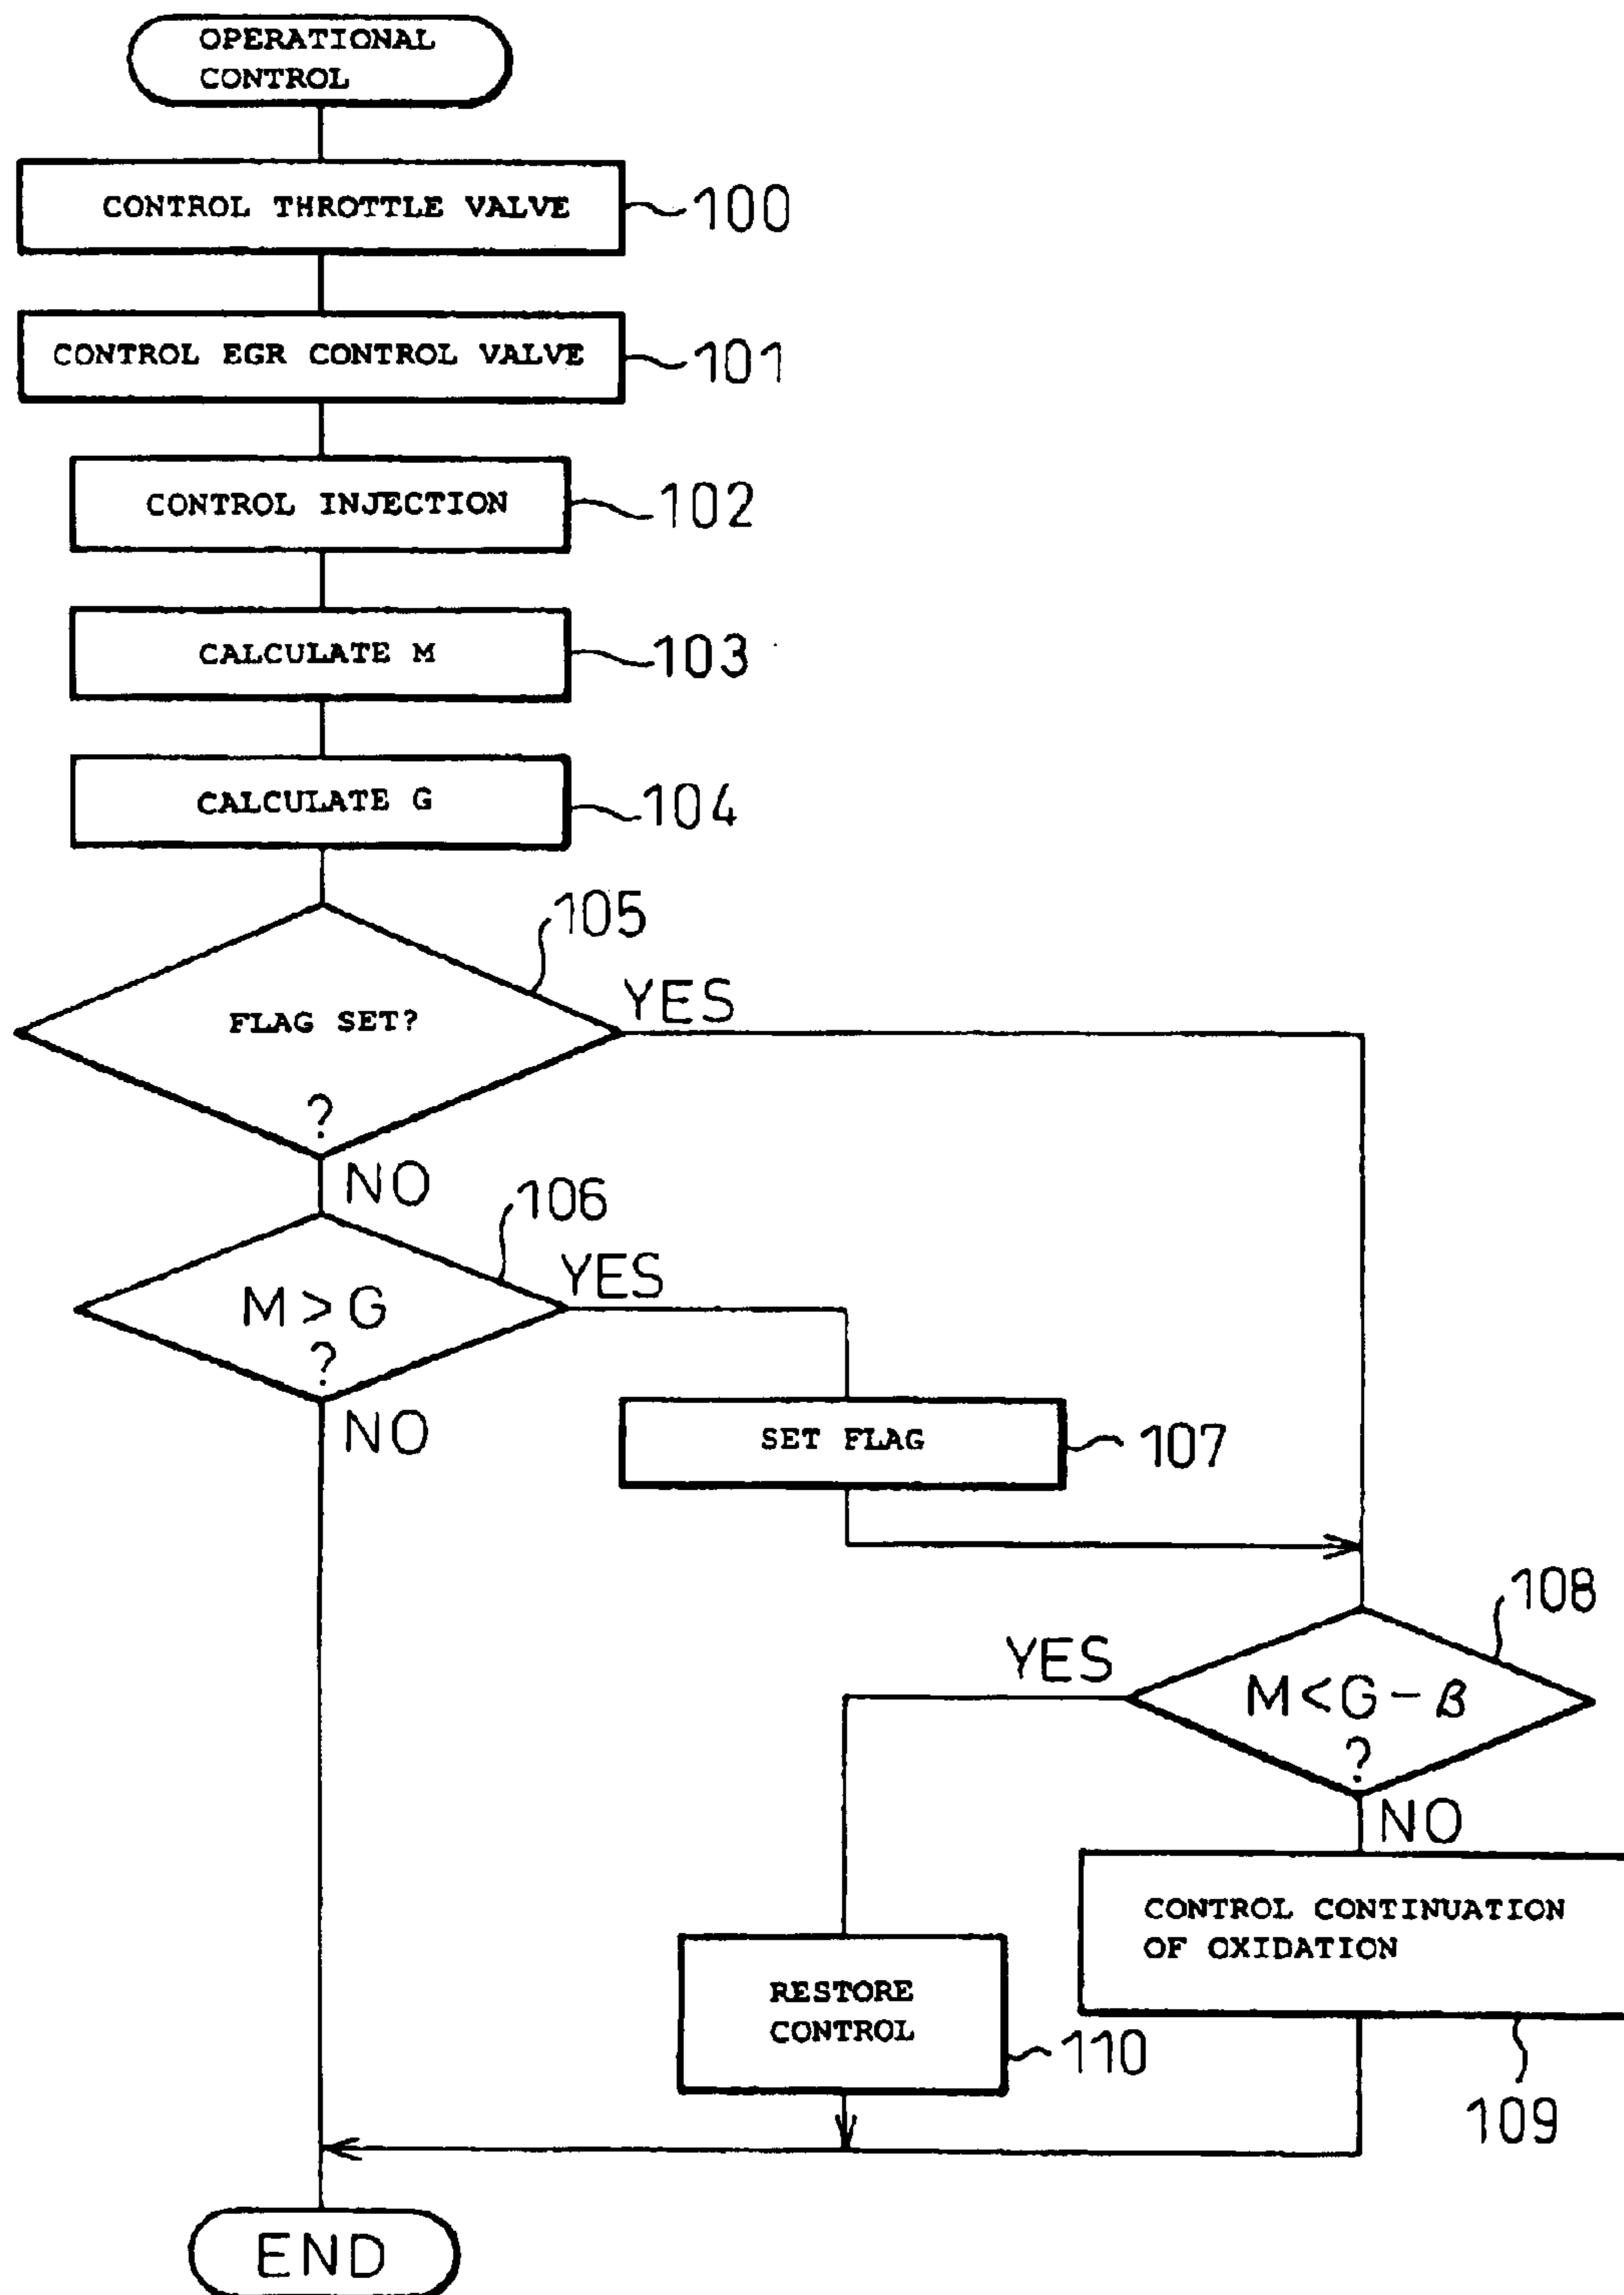 OPERATIONAL
CONTROL
CONTROL THROTTLE VALVE
100
CONTROL EGR CONTROL VALVE
101
CONTROL INJECTION
102
CALCULATE M
103
CALCULATE G
104
105
FLAG SET?
?
YES
NO
106
M > G
?
YES
NO
SET FLAG
107
108
M < G - β
?
YES
NO
CONTROL CONTINUATION
OF OXIDATION
109
RESTORE
CONTROL
110
END